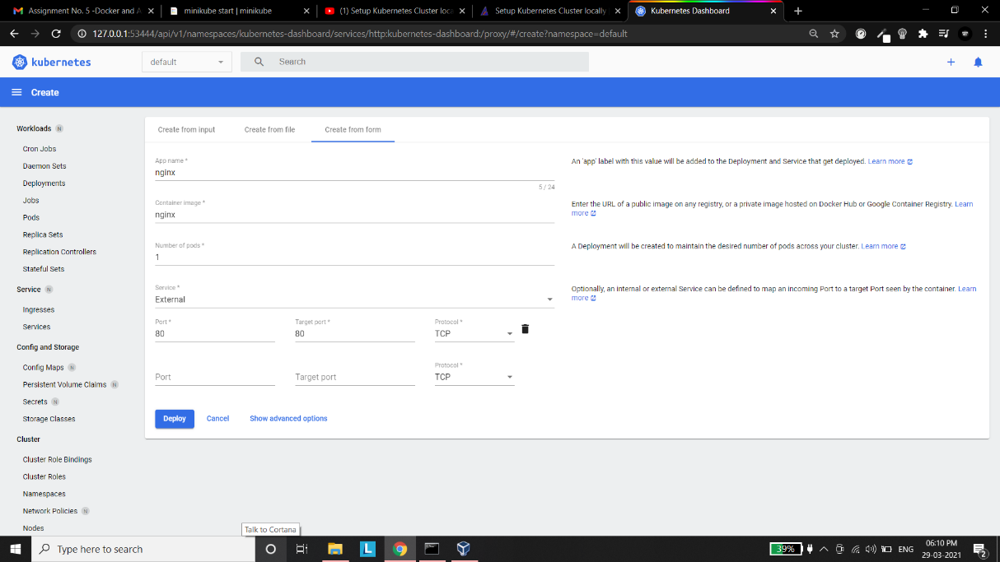 Assignment No. 5 -Docker and A
minikube start | minikube
(1) Setup Kubernetes Cluster loca
Setup Kubernetes Cluster locally
Kubernetes Dashboard
127.0.0.1:53444/api/v1/namespaces/kubernetes-dashboard/services/http:kubernetes-dashboard:/proxy/#/create?namespace=default
kubernetes
default
Search
Create
Workloads N
Cron Jobs
Daemon Sets
Deployments
Jobs
Pods
Replica Sets
Replication Controllers
Stateful Sets
Service N
Ingresses
Services
Config and Storage
Config Maps N
Persistent Volume Claims N
Secrets N
Storage Classes
Cluster
Cluster Role Bindings
Cluster Roles
Namespaces
Network Policies N
Nodes
Create from input
Create from file
Create from form
App name *
nginx
5 / 24
An 'app' label with this value will be added to the Deployment and Service that get deployed. Learn more
Container image *
nginx
Enter the URL of a public image on any registry, or a private image hosted on Docker Hub or Google Container Registry. Learn
more
Number of pods *
1
A Deployment will be created to maintain the desired number of pods across your cluster. Learn more
Service *
External
Optionally, an internal or external Service can be defined to map an incoming Port to a target Port seen by the container. Learn
more
Port *
80
Target port *
80
Protocol *
TCP
Port
Target port
Protocol *
TCP
Deploy
Cancel
Show advanced options
Talk to Cortana
Type here to search
L
39%
ENG
06:10 PM
29-03-2021
2